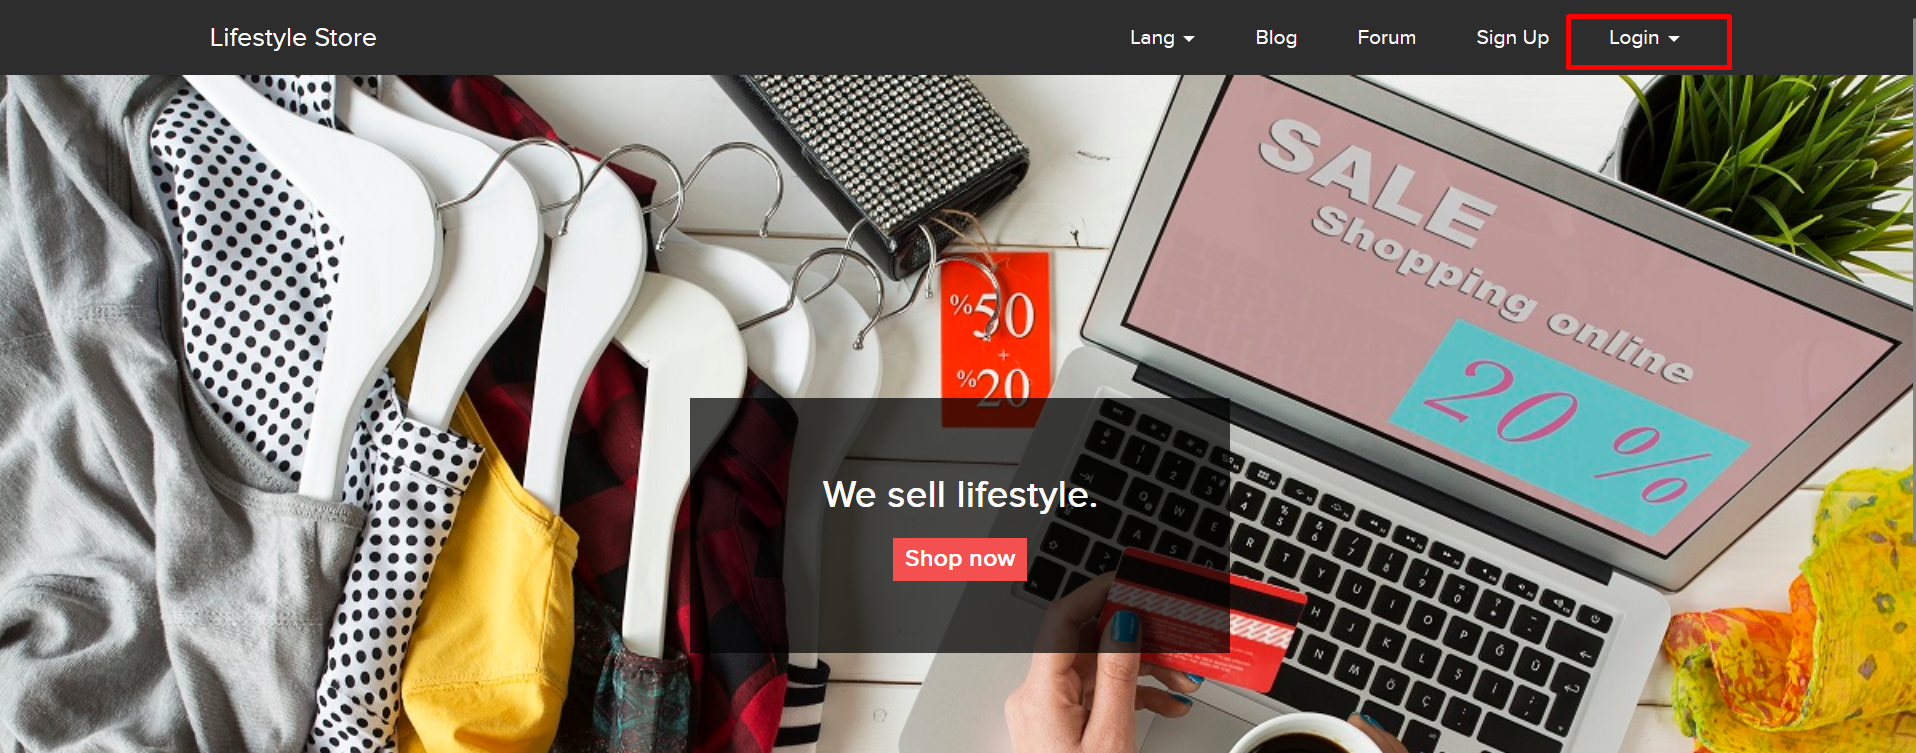 Lifestyle Store
Lang
Blog
Forum
Sign Up
Login
SALE
Shopping online
20 %
%50
+
%20
We sell lifestyle.
Shop now